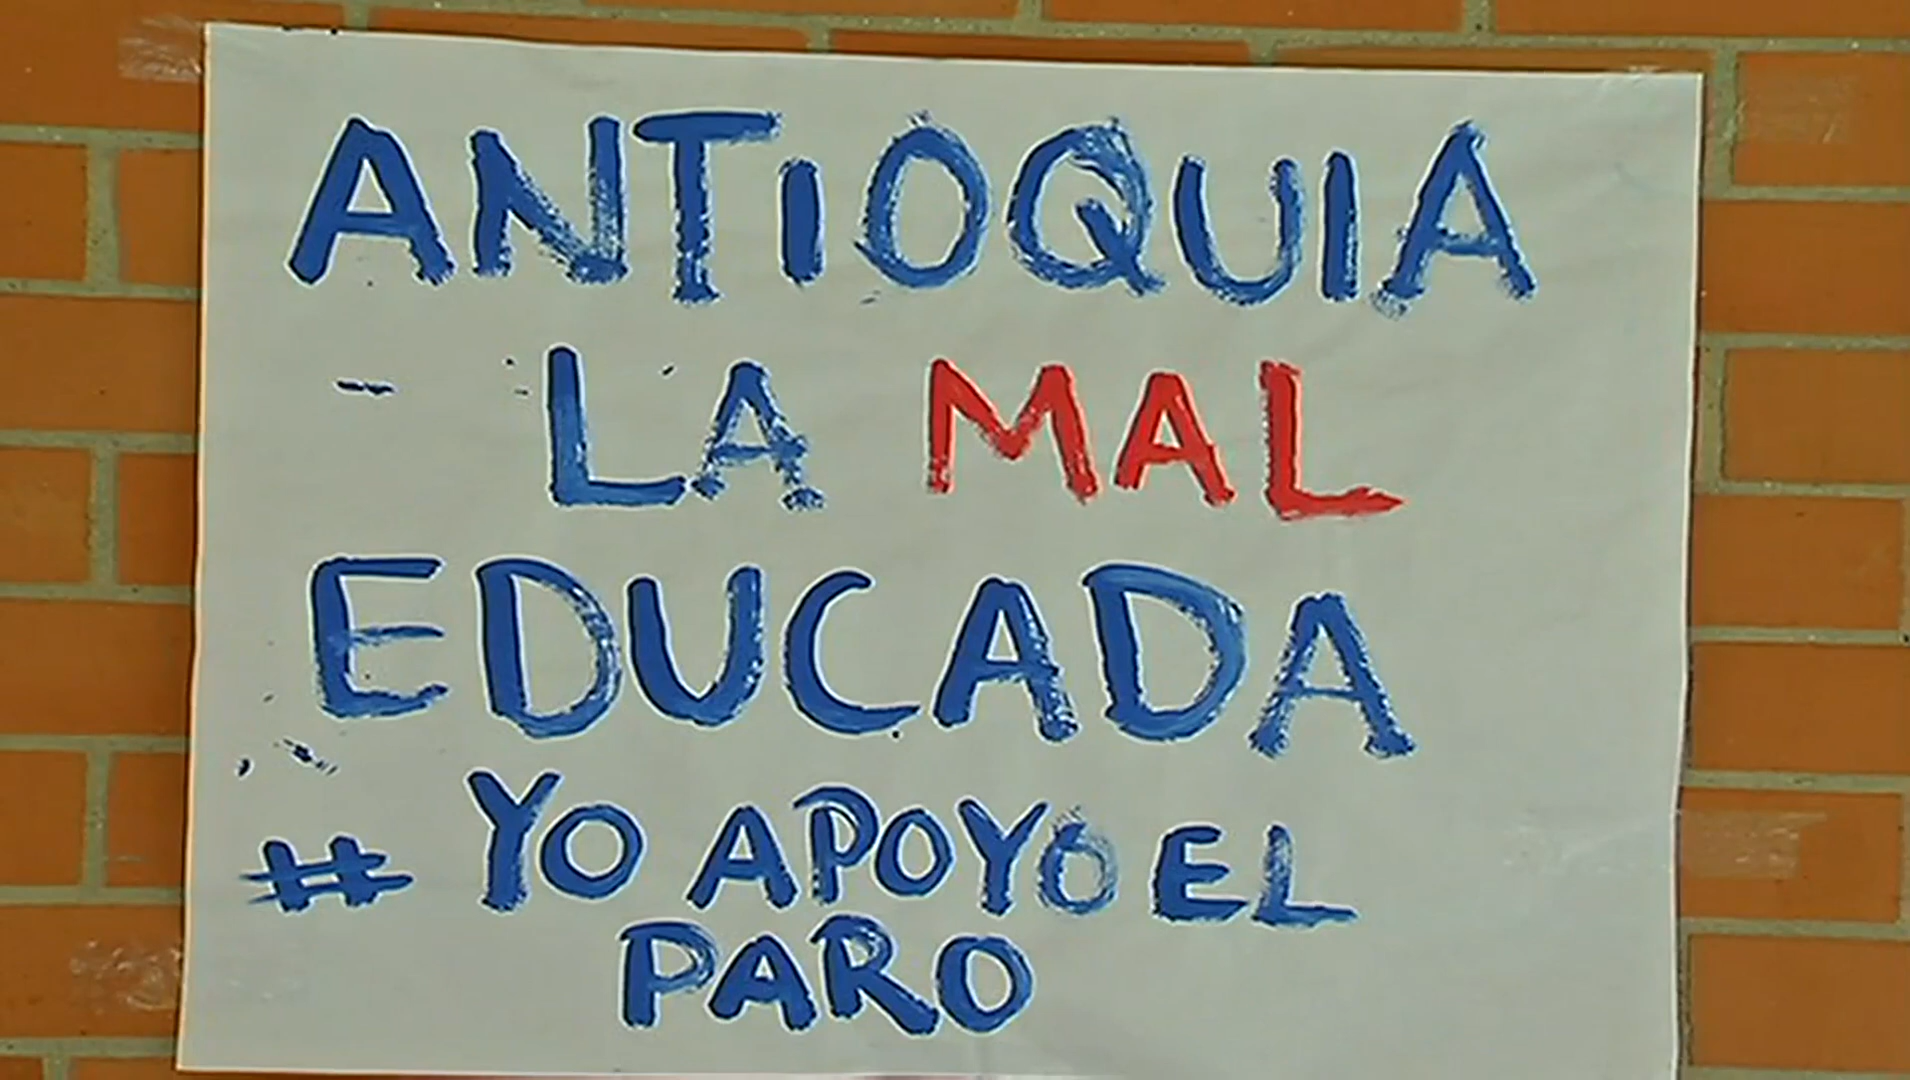 ANTIOQUIA
LA MAL
EDUCADA
# YO APOYO EL
PARO